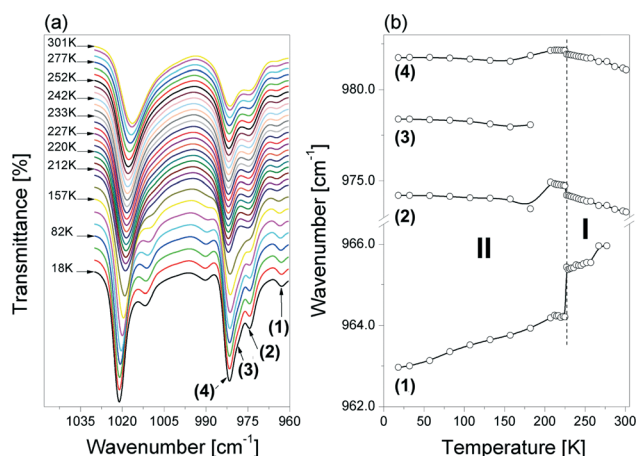 (a)
301K
277K
252K
242K
233K
227K
220K
212K
157K
82K
18K
(1)
(2)
(3)
(4)
1035 1020 1005 990 975 960
Wavenumber [cm⁻¹]
Transmittance [%]
(b)
980.0
975.0
966.0
964.0
962.0
Wavenumber [cm⁻¹]
(4)
(3)
(2)
I
II
(1)
0 50 100 150 200 250 300
Temperature [K]